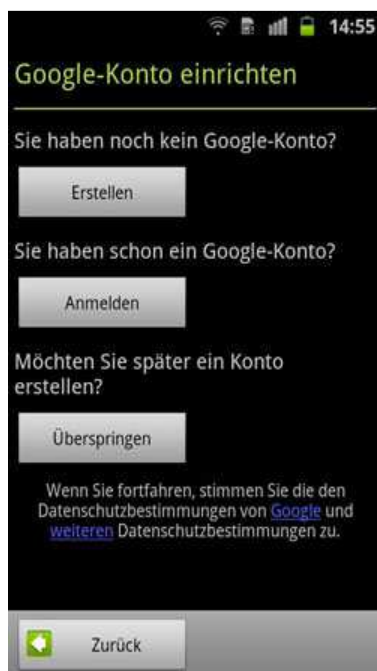 14:55
Google-Konto einrichten
Sie haben noch kein Google-Konto?
Erstellen
Sie haben schon ein Google-Konto?
Anmelden
Möchten Sie später ein Konto
erstellen?
Überspringen
Wenn Sie fortfahren, stimmen Sie die den
Datenschutzbestimmungen von Google und
weiteren Datenschutzbestimmungen zu.
Zurück